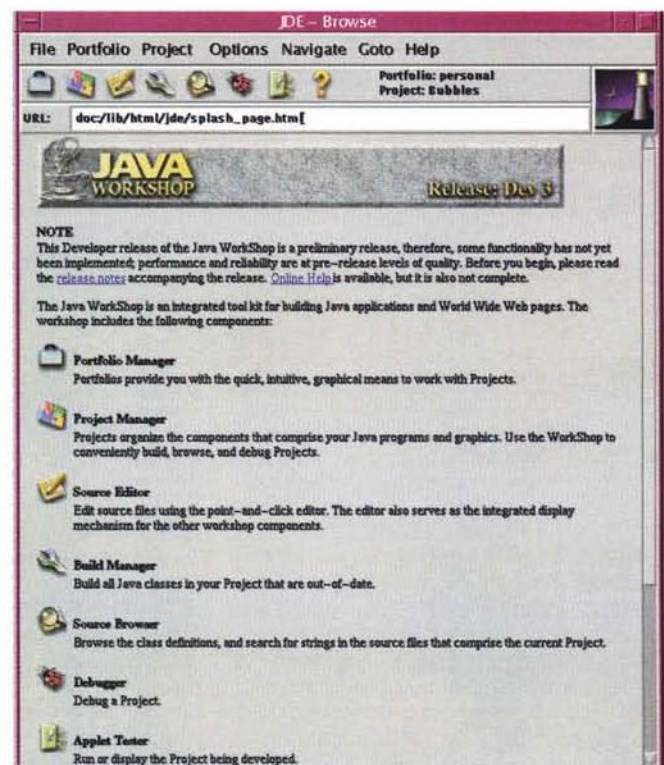 JDE – Browse
File Portfolio Project Options Navigate Goto Help
Portfolio: personal
Project: Bubbles
URL: doc/lib/html/jde/splash_page.htm[
JAVA
WORKSHOP
Release: Dev 3
NOTE
This Developer release of the Java WorkShop is a preliminary release, therefore, some functionality has not yet
been implemented; performance and reliability are at pre–release levels of quality. Before you begin, please read
the release notes accompanying the release. Online Help is available, but it is also not complete.
The Java WorkShop is an integrated tool kit for building Java applications and World Wide Web pages. The
workshop includes the following components:
Portfolio Manager
Portfolios provide you with the quick, intuitive, graphical means to work with Projects.
Project Manager
Projects organize the components that comprise your Java programs and graphics. Use the WorkShop to
conveniently build, browse, and debug Projects.
Source Editor
Edit source files using the point–and–click editor. The editor also serves as the integrated display
mechanism for the other workshop components.
Build Manager
Build all Java classes in your Project that are out–of–date.
Source Browser
Browse the class definitions, and search for strings in the source files that comprise the current Project.
Debugger
Debug a Project.
Applet Tester
Run or display the Project being developed.